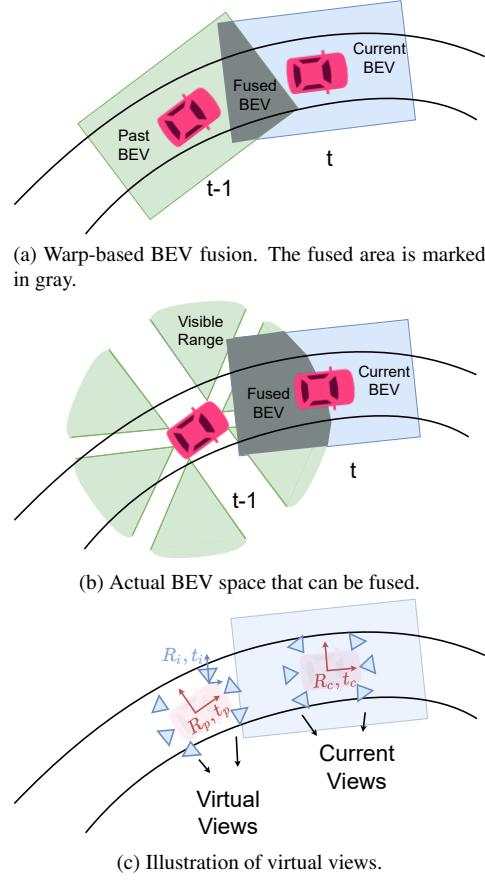 Current
BEV
Fused
BEV
Past
BEV
t
t-1
(a) Warp-based BEV fusion. The fused area is marked
in gray.
Visible
Range
Current
BEV
Fused
BEV
t-1
t
(b) Actual BEV space that can be fused.
R_i, t_i
R_p, t_p
R_c, t_c
Current
Views
Virtual
Views
(c) Illustration of virtual views.